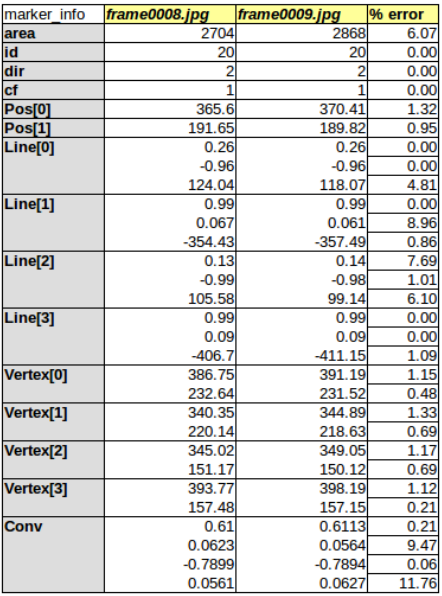 marker_info frame0008.jpg frame0009.jpg % error
area 2704 2868 6.07
id 20 20 0.00
dir 2 2 0.00
cf 1 1 0.00
Pos[0] 365.6 370.41 1.32
Pos[1] 191.65 189.82 0.95
Line[0] 0.26 0.26 0.00
-0.96 -0.96 0.00
124.04 118.07 4.81
Line[1] 0.99 0.99 0.00
0.067 0.061 8.96
-354.43 -357.49 0.86
Line[2] 0.13 0.14 7.69
-0.99 -0.98 1.01
105.58 99.14 6.10
Line[3] 0.99 0.99 0.00
0.09 0.09 0.00
-406.7 -411.15 1.09
Vertex[0] 386.75 391.19 1.15
232.64 231.52 0.48
Vertex[1] 340.35 344.89 1.33
220.14 218.63 0.69
Vertex[2] 345.02 349.05 1.17
151.17 150.12 0.69
Vertex[3] 393.77 398.19 1.12
157.48 157.15 0.21
Conv 0.61 0.6113 0.21
0.0623 0.0564 9.47
-0.7899 -0.7894 0.06
0.0561 0.0627 11.76